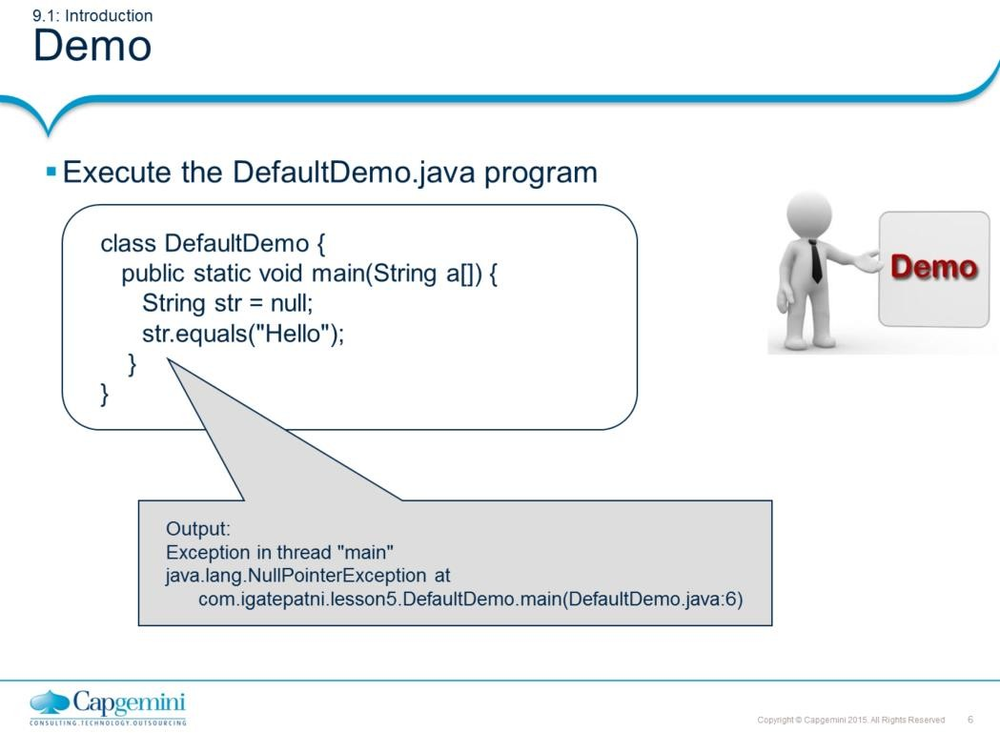 9.1: Introduction
Demo
Execute the DefaultDemo.java program
class DefaultDemo {
public static void main(String a[]) {
String str = null;
str.equals("Hello");
}
}
Demo
Output:
Exception in thread "main"
java.lang.NullPointerException at
com.igatepatni.lesson5.DefaultDemo.main(DefaultDemo.java:6)
Capgemini
CONSULTING.TECHNOLOGY.OUTSOURCING
Copyright © Capgemini 2015. All Rights Reserved 6